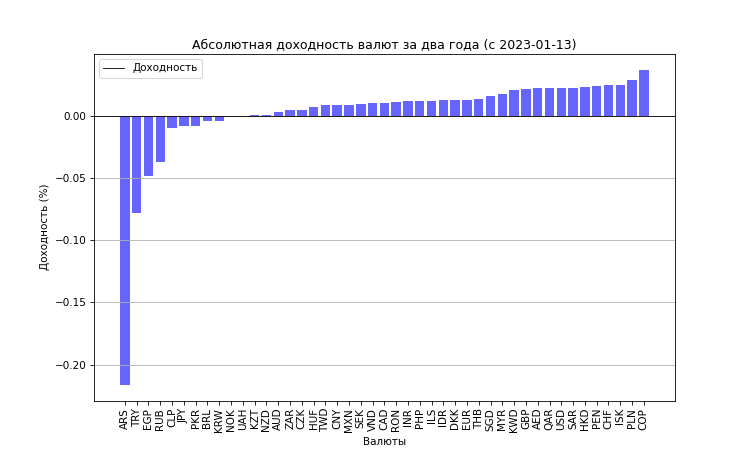 Абсолютная доходность валют за два года (с 2023-01-13)
Доходность
0.00
−0.05
−0.10
−0.15
−0.20
Доходность (%)
ARS TRY EGP RUB CLP JPY PKR BRL KRW NOK UAH KZT NZD AUD ZAR CZK HUF TWD CNY MXN SEK VND CAD RON INR PHP ILS IDR DKK EUR THB SGD MYR KWD GBP AED QAR USD SAR HKD PEN CHF ISK PLN COP
Валюты